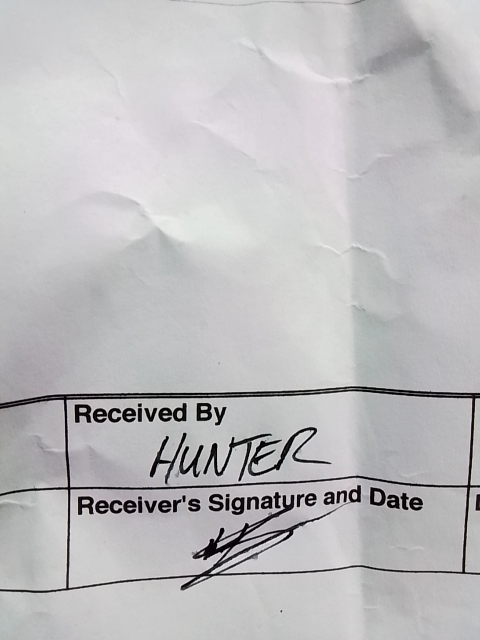 Received By
HUNTER
Receiver's Signature and Date